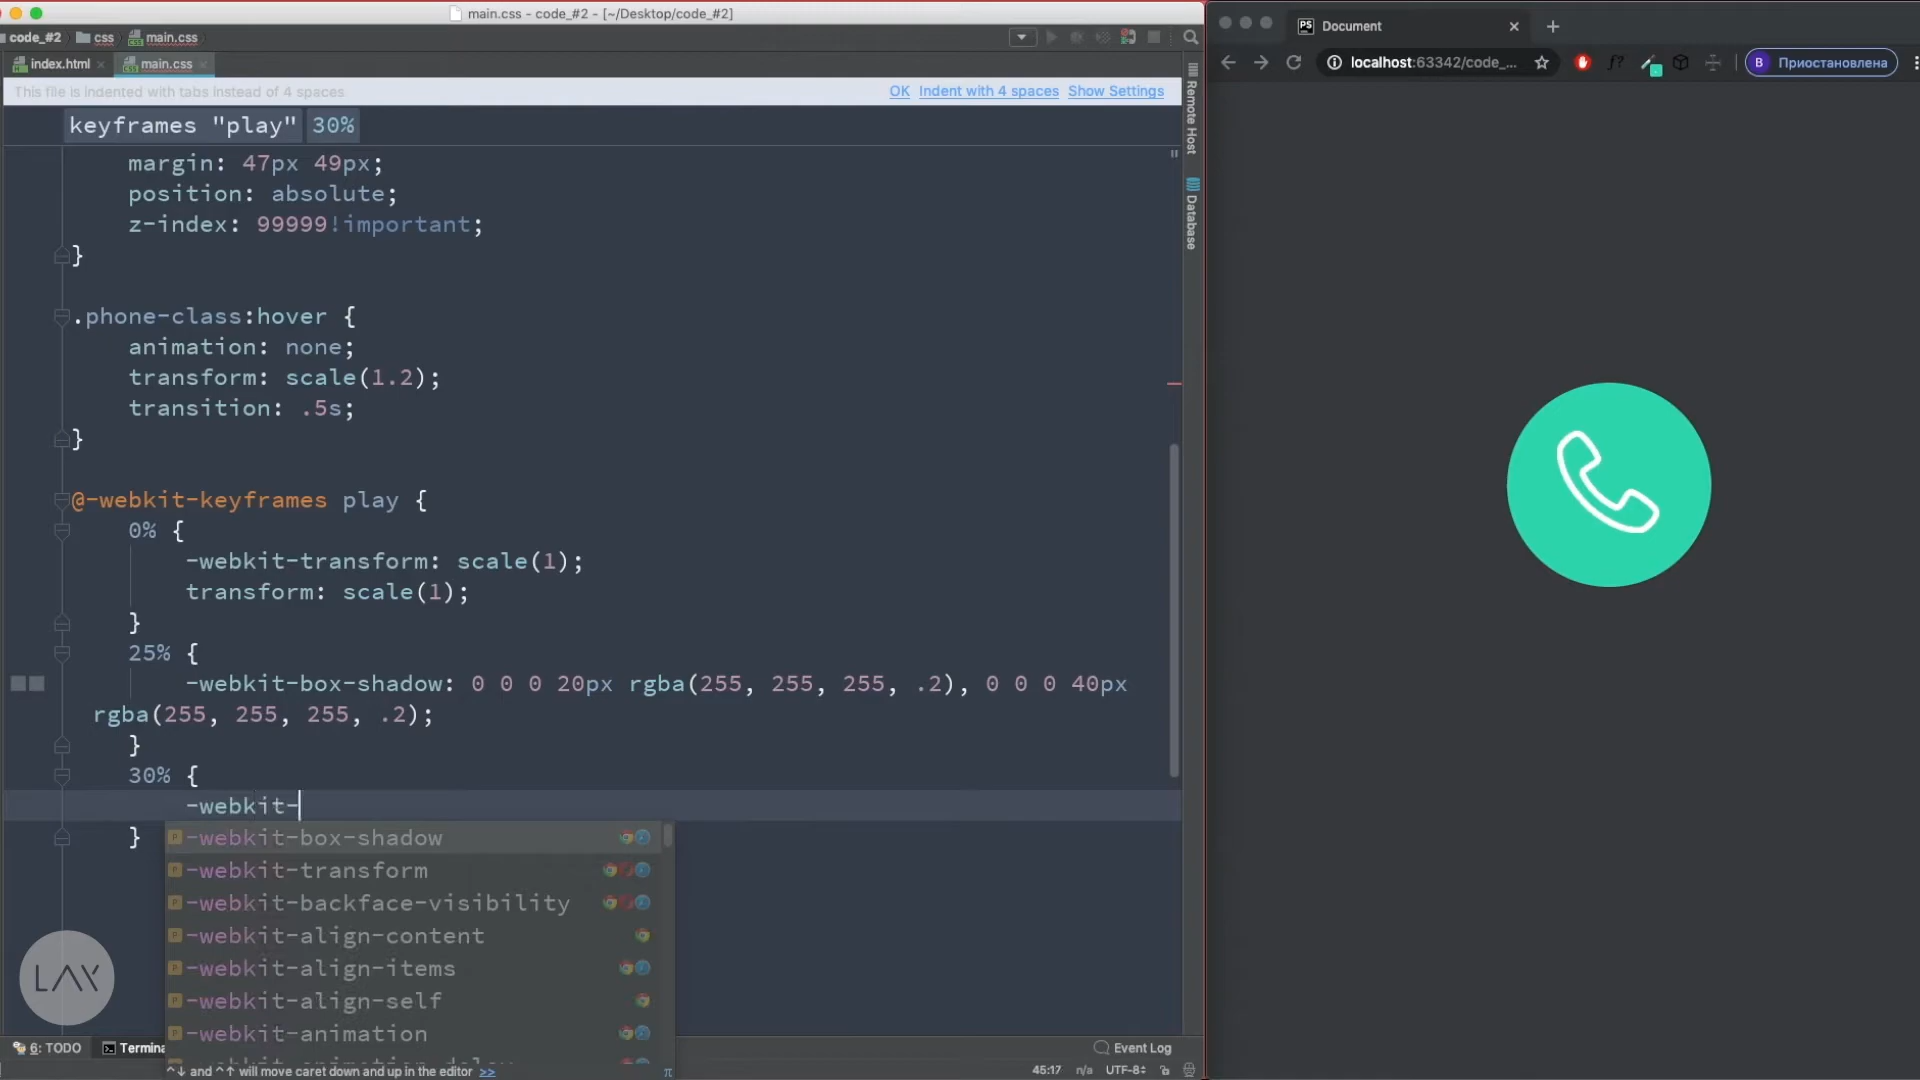 main.css - code_#2 - [~/Desktop/code_#2]
code_#2 css main.css
index.html main.css
This file is indented with tabs instead of 4 spaces
OK Indent with 4 spaces Show Settings
keyframes "play" 30%
margin: 47px 49px;
position: absolute;
z-index: 99999!important;
}
.phone-class:hover {
animation: none;
transform: scale(1.2);
transition: .5s;
}
@-webkit-keyframes play {
0% {
-webkit-transform: scale(1);
transform: scale(1);
}
25% {
-webkit-box-shadow: 0 0 0 20px rgba(255, 255, 255, .2), 0 0 0 40px
rgba(255, 255, 255, .2);
}
30% {
-webkit-
}
-webkit-box-shadow
-webkit-transform
-webkit-backface-visibility
-webkit-align-content
-webkit-align-items
-webkit-align-self
-webkit-animation
-webkit-animation-delay
^↓ and ^↑ will move caret down and up in the editor >> π
LAX
6: TODO Termina
Event Log
45:17 n/a UTF-8
Remote Host
Database
PS Document
localhost:63342/code_... f? B Приостановлена